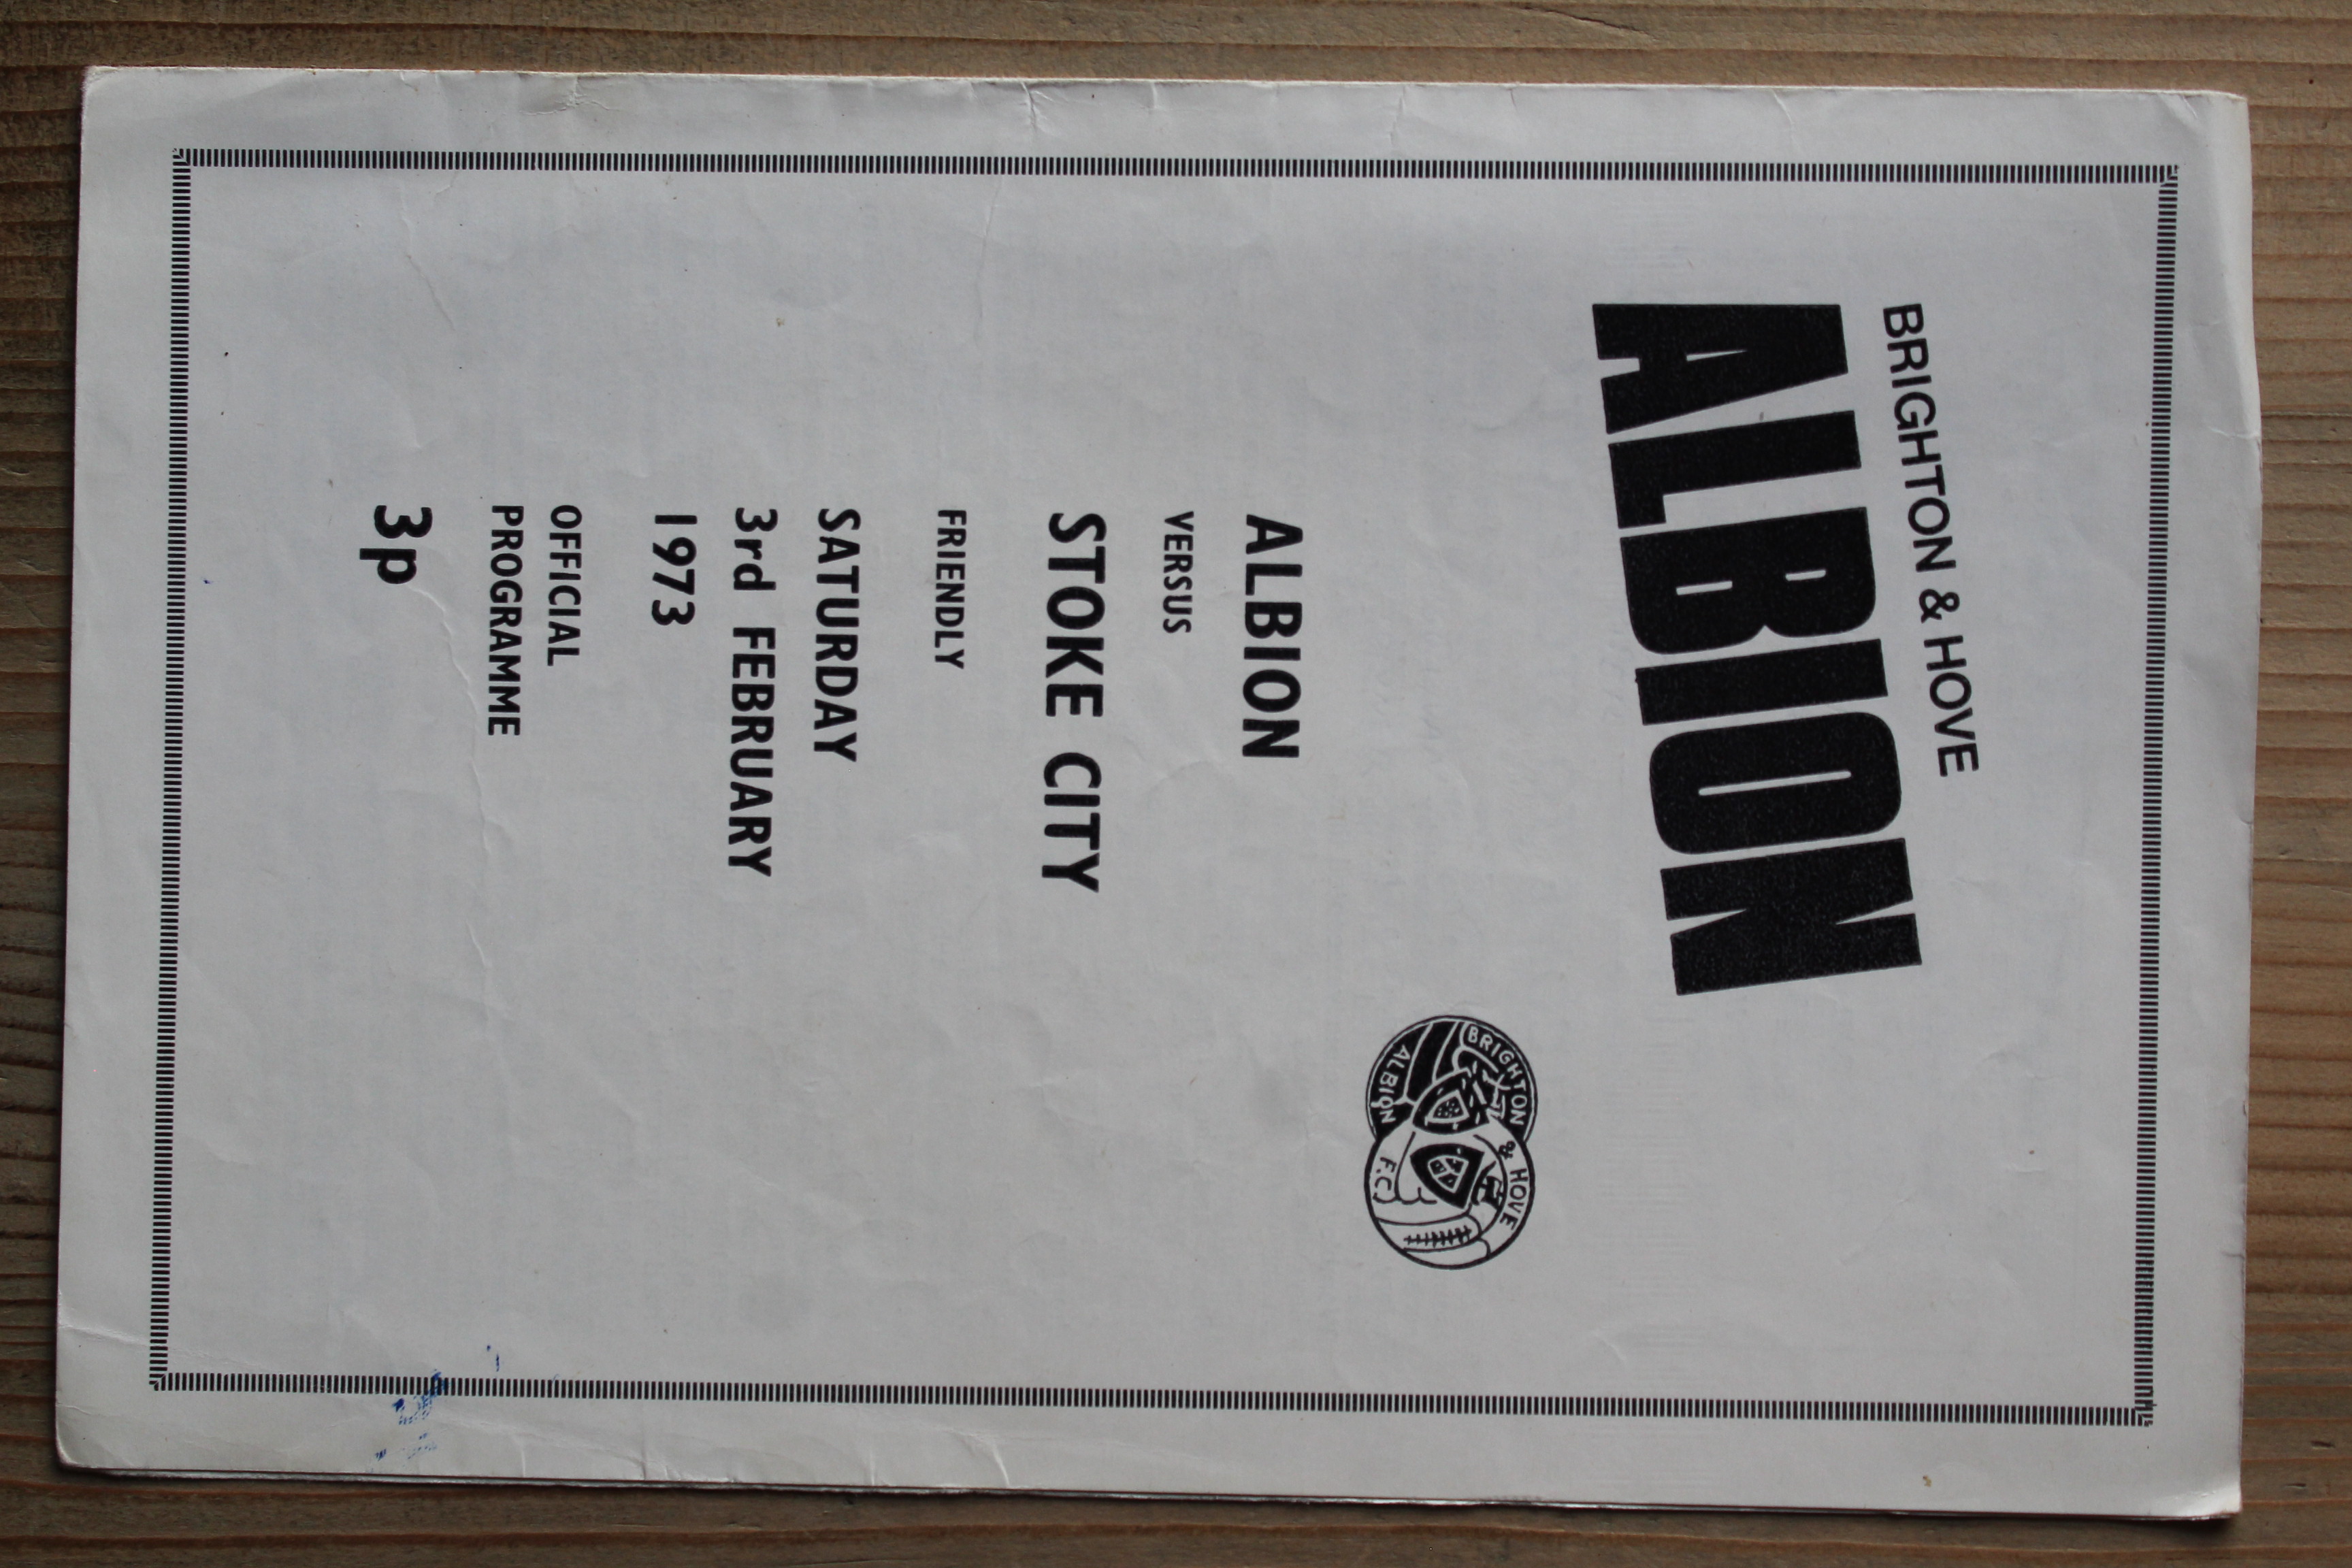 BRIGHTON & HOVE
ALBION
BRIGHTON & HOVE
ALBION F.C.
ALBION
VERSUS
STOKE CITY
FRIENDLY
SATURDAY
3rd FEBRUARY
1973
OFFICIAL
PROGRAMME
3p